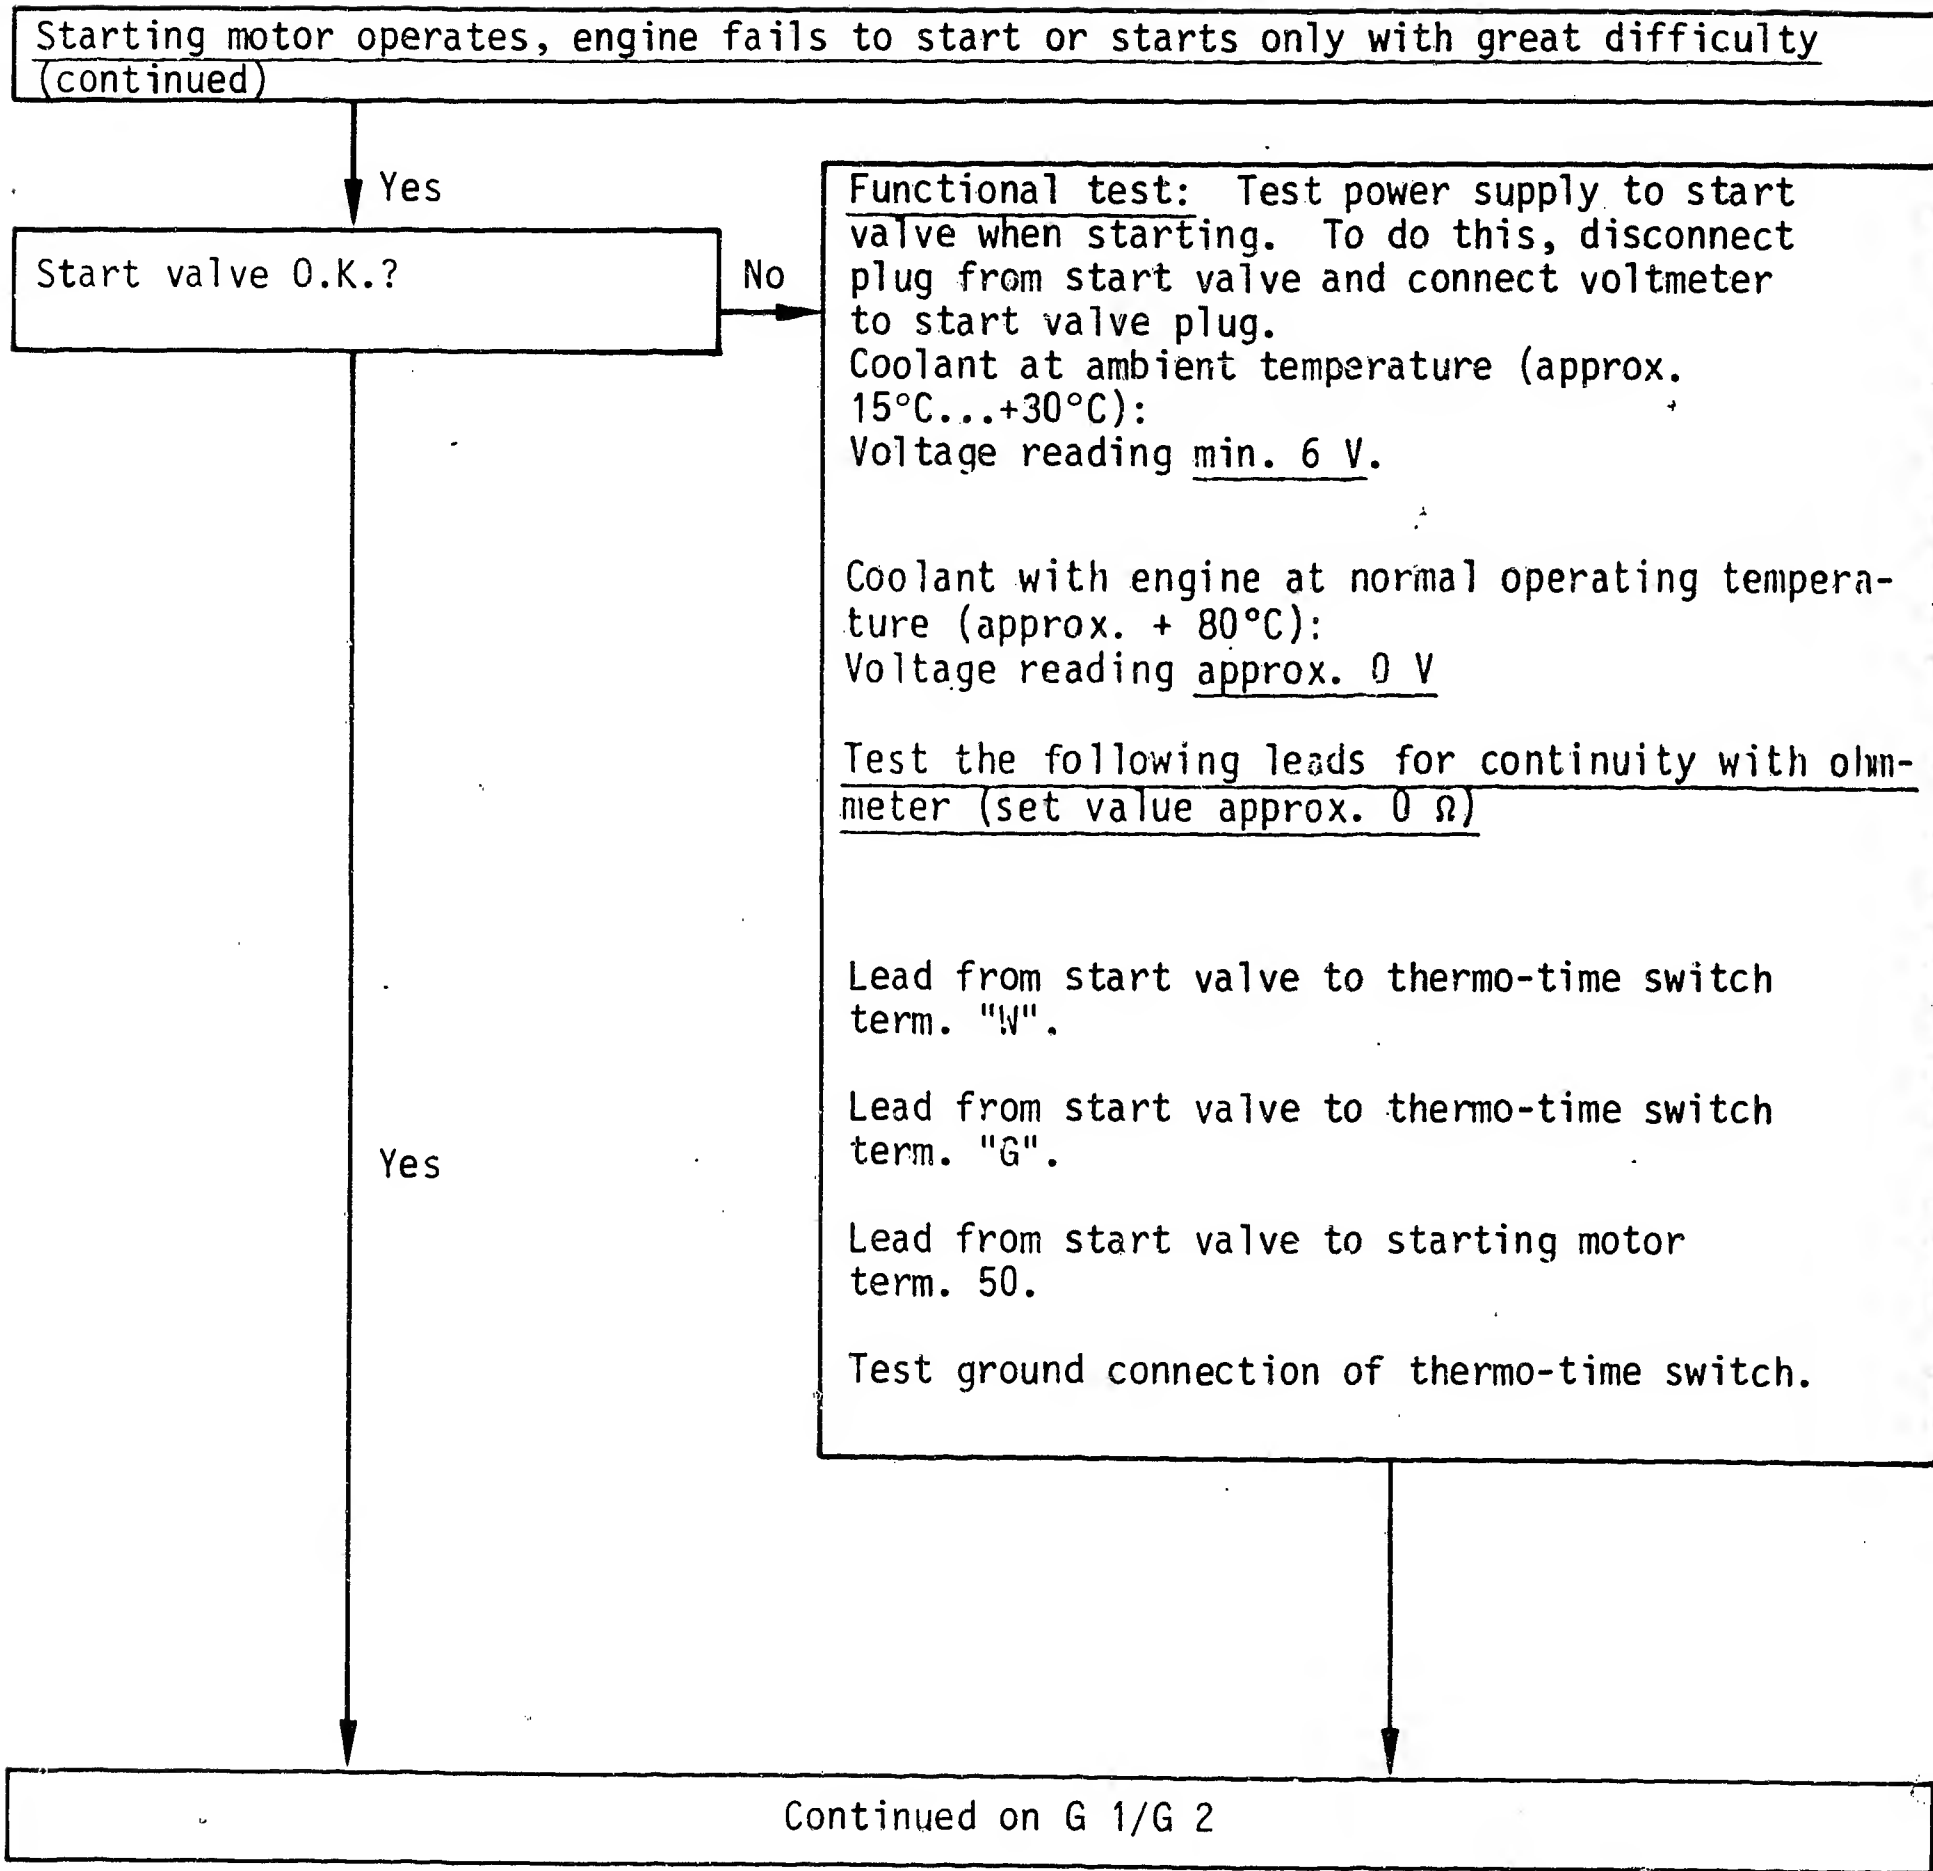 Starting motor operates, engine fails to start or starts only with great difficulty
(continued)
Yes
Start valve O.K.?
No
Functional test: Test power supply to start
valve when starting. To do this, disconnect
plug from start valve and connect voltmeter
to start valve plug.
Coolant at ambient temperature (approx.
15°C...+30°C):
Voltage reading min. 6 V.
Coolant with engine at normal operating tempera-
ture (approx. + 80°C):
Voltage reading approx. 0 V
Test the following leads for continuity with ohm-
meter (set value approx. 0 Ω)
Lead from start valve to thermo-time switch
term. "W".
Lead from start valve to thermo-time switch
term. "G".
Yes
Lead from start valve to starting motor
term. 50.
Test ground connection of thermo-time switch.
Continued on G 1/G 2